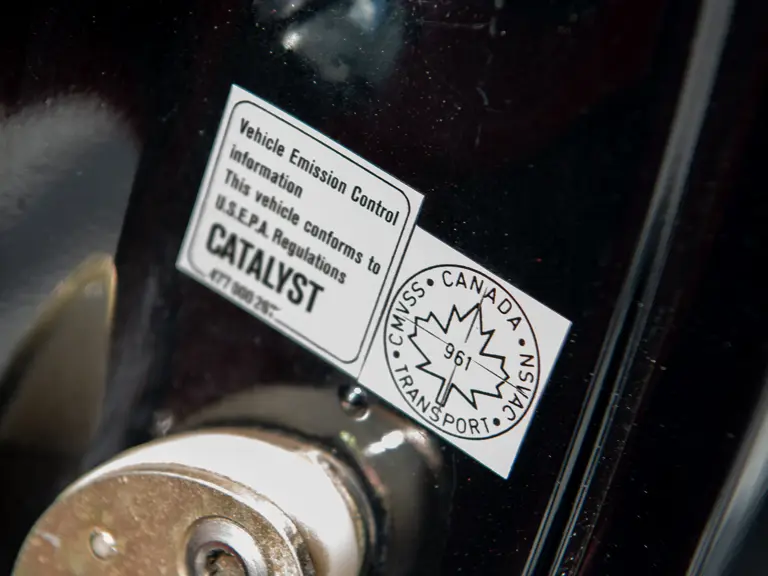 Vehicle Emission Control
information
This vehicle conforms to
U.S.E.P.A. Regulations
CATALYST
CANADA • NSVAC • TRANSPORT • CMVSS •
961